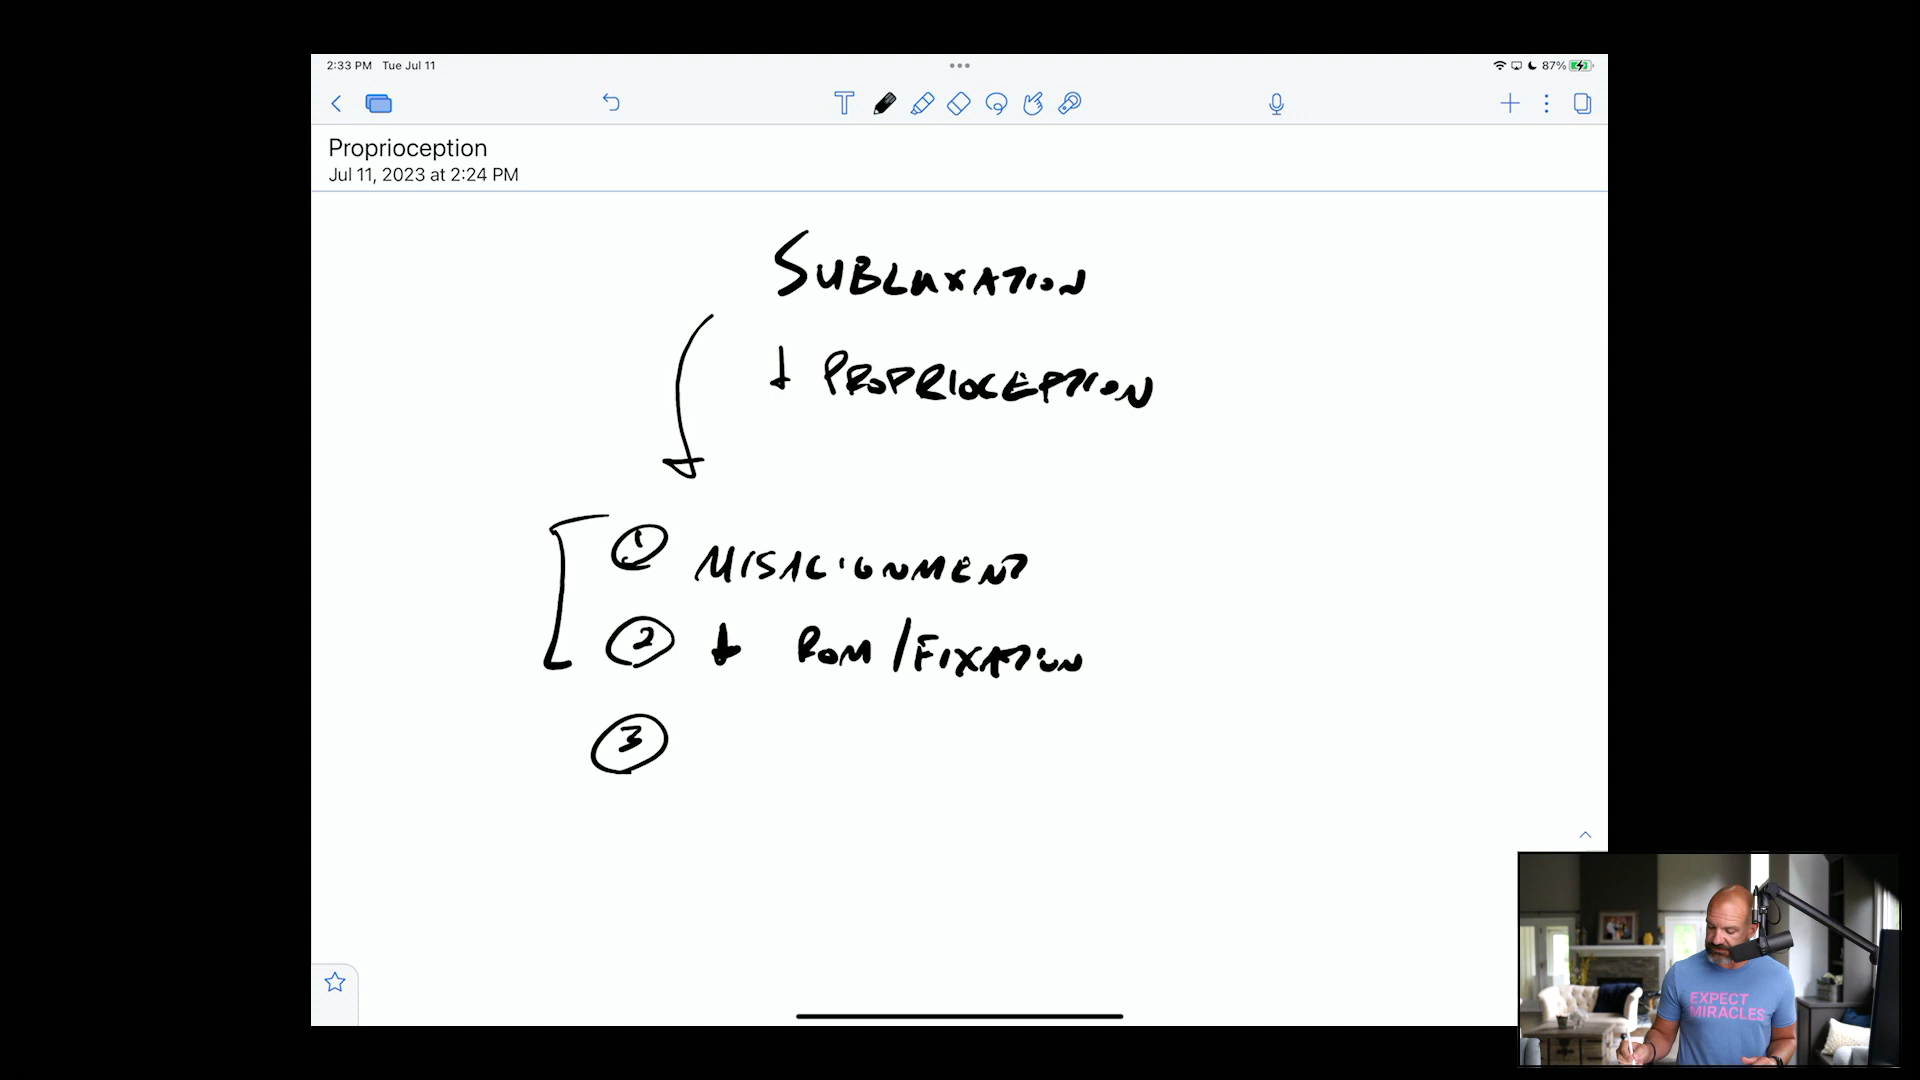 2:33 PM Tue Jul 11
87%
Proprioception
Jul 11, 2023 at 2:24 PM
SUBLUXATION
↓ PROPRIOCEPTION
① MISALIGNMENT
② ↓ ROM/FIXATION
③
EXPECT
MIRACLES